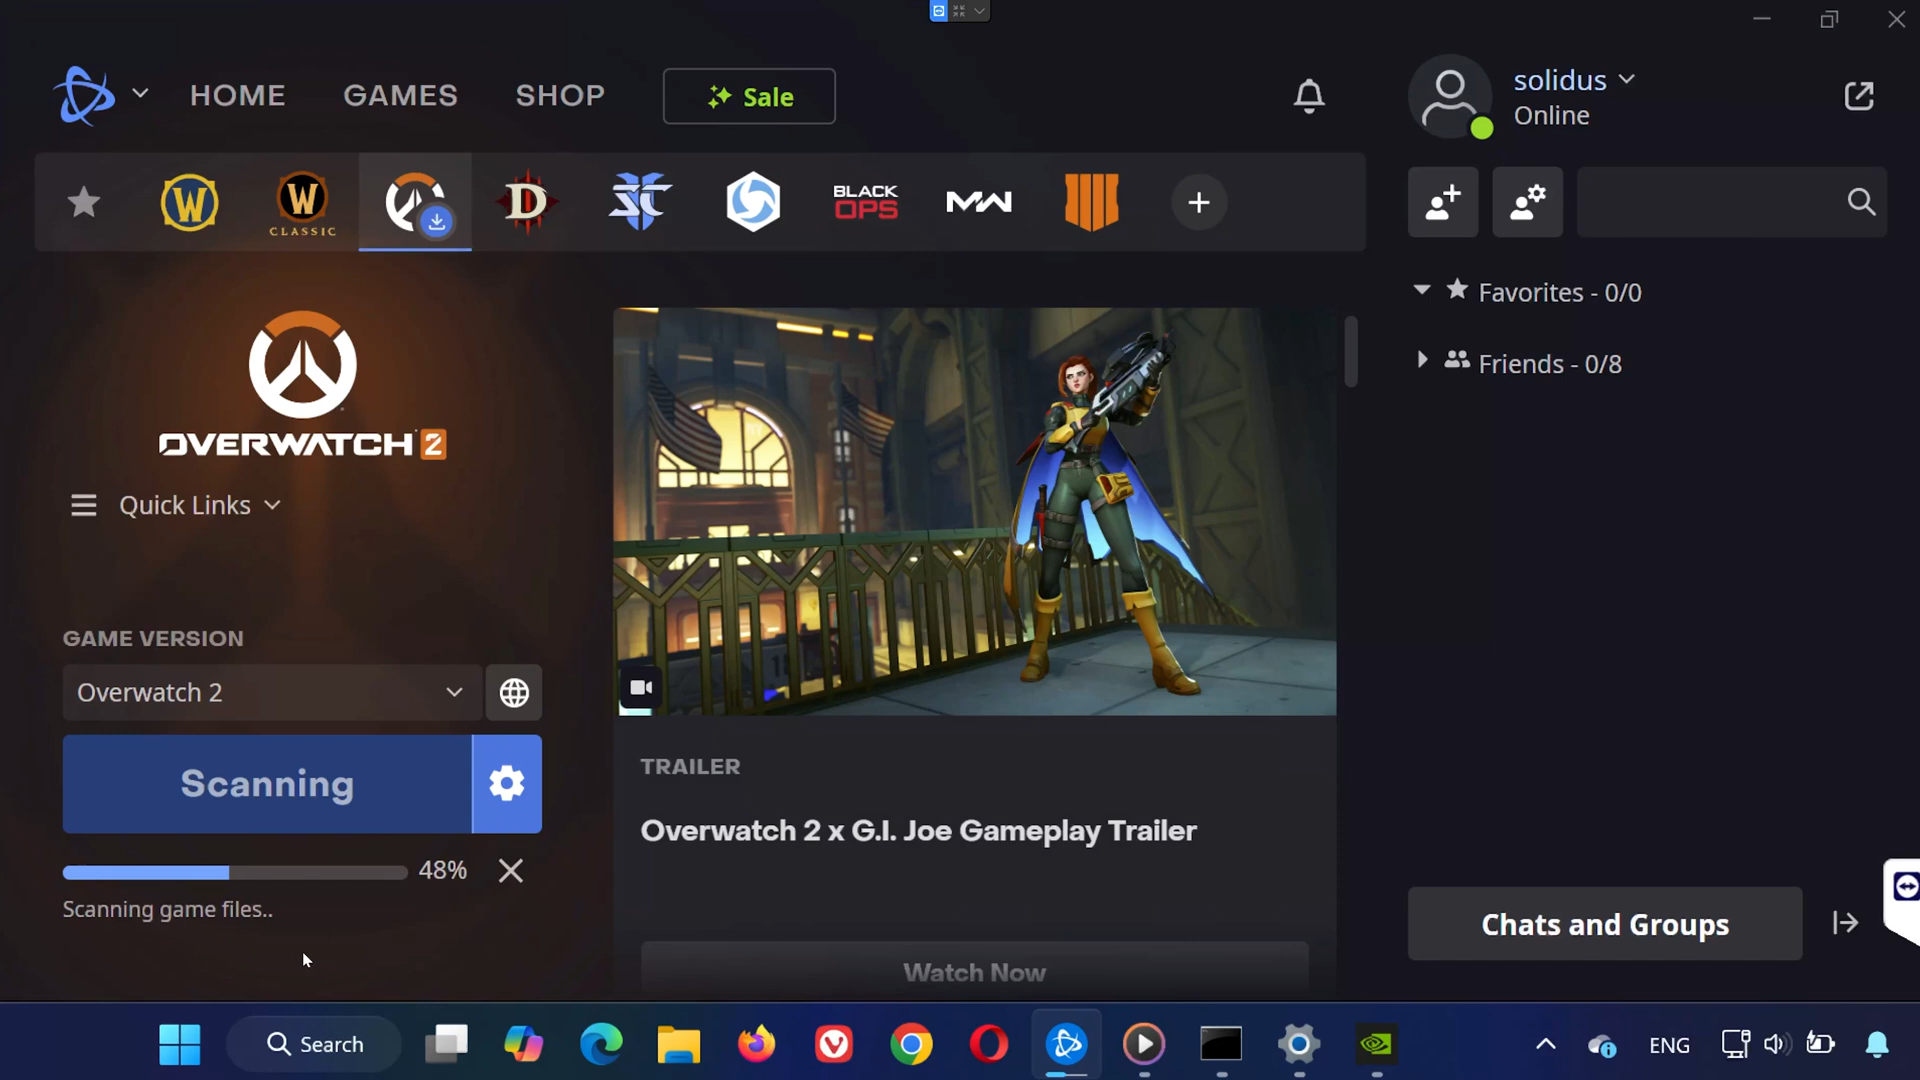 HOME GAMES SHOP Sale
solidus
Online
W
W
CLASSIC
D
SC
BLACK
OPS
MW
+
Favorites - 0/0
Friends - 0/8
OVERWATCH 2
Quick Links
GAME VERSION
Overwatch 2
Scanning
48%
Scanning game files..
TRAILER
Overwatch 2 x G.I. Joe Gameplay Trailer
Watch Now
Chats and Groups
Search
ENG